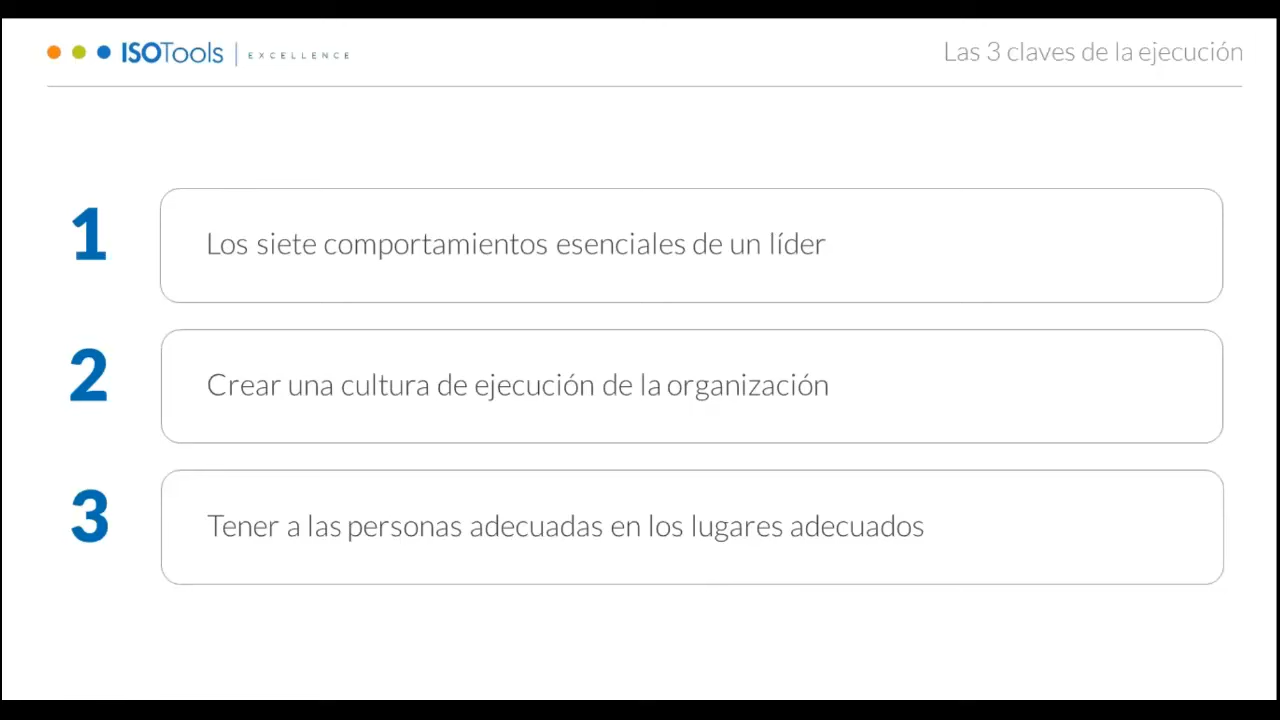 ISOTools | EXCELLENCE
Las 3 claves de la ejecución
1
Los siete comportamientos esenciales de un líder
2
Crear una cultura de ejecución de la organización
3
Tener a las personas adecuadas en los lugares adecuados